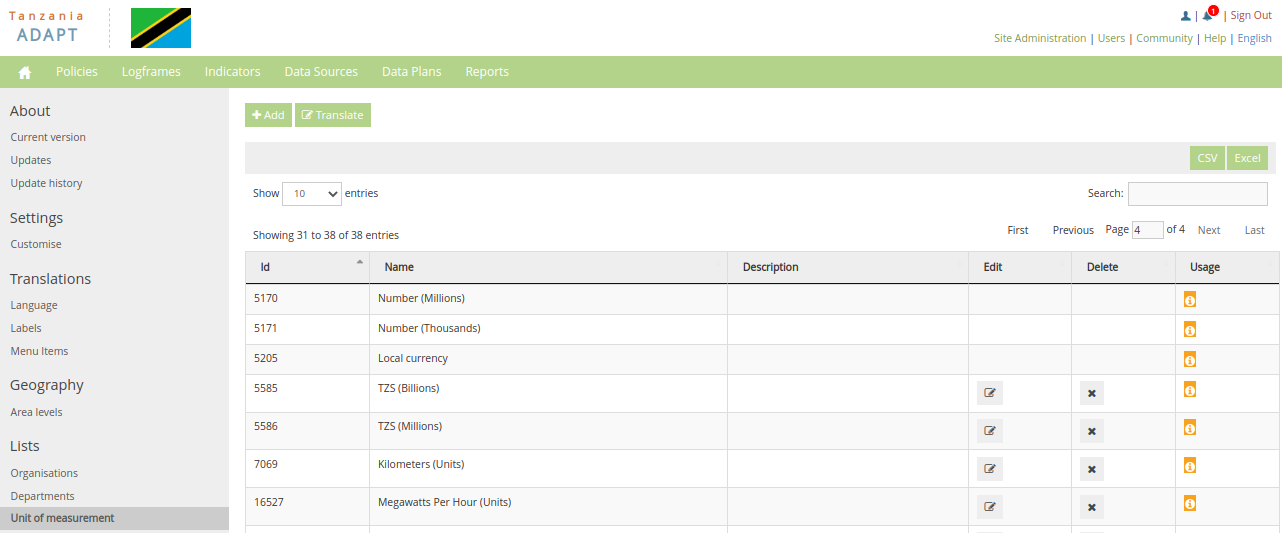 Tanzania
ADAPT
1
| | Sign Out
Site Administration | Users | Community | Help | English
Policies Logframes Indicators Data Sources Data Plans Reports
About
Current version
Updates
Update history
Settings
Customise
Translations
Language
Labels
Menu Items
Geography
Area levels
Lists
Organisations
Departments
Unit of measurement
Add Translate
CSV Excel
Show 10 entries Search:
Showing 31 to 38 of 38 entries First Previous Page 4 of 4 Next Last
Id Name Description Edit Delete Usage
5170 Number (Millions)
5171 Number (Thousands)
5205 Local currency
5585 TZS (Billions)
5586 TZS (Millions)
7069 Kilometers (Units)
16527 Megawatts Per Hour (Units)